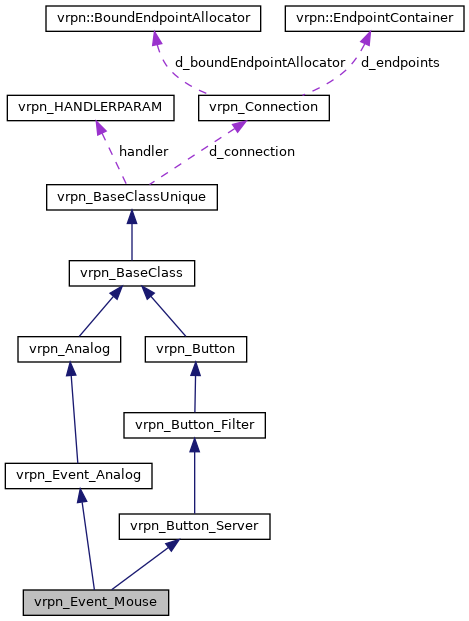 vrpn::BoundEndpointAllocator
vrpn::EndpointContainer
d_boundEndpointAllocator
d_endpoints
vrpn_HANDLERPARAM
vrpn_Connection
handler
d_connection
vrpn_BaseClassUnique
vrpn_BaseClass
vrpn_Analog
vrpn_Button
vrpn_Button_Filter
vrpn_Event_Analog
vrpn_Button_Server
vrpn_Event_Mouse